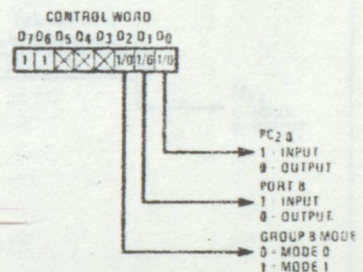 CONTROL WORD
D7 D6 D5 D4 D3 D2 D1 D0
1 1 X X X 1/0 1/0 1/0
PC2-0
1 - INPUT
0 - OUTPUT
PORT B
1 - INPUT
0 - OUTPUT
GROUP B MODE
0 - MODE 0
1 - MODE 1